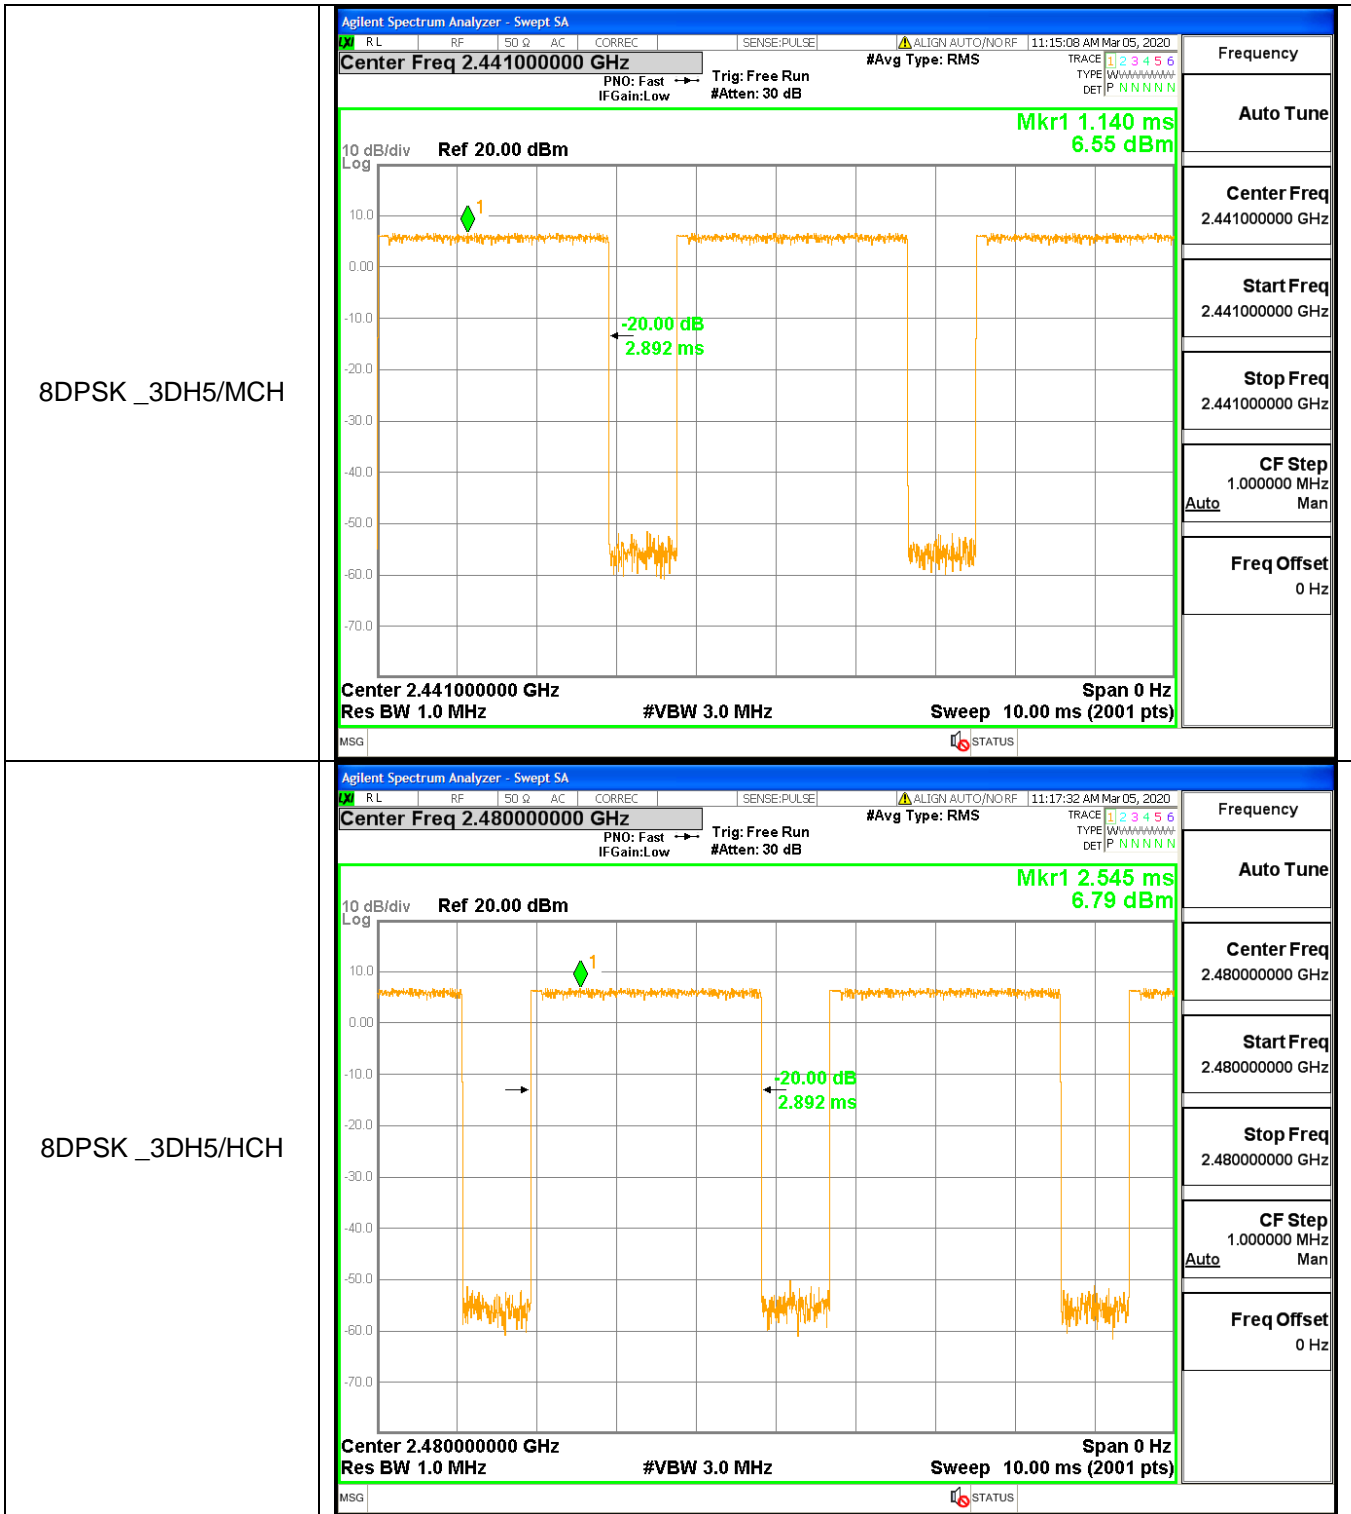 8DPSK _3DH5/MCH
Agilent Spectrum Analyzer - Swept SA
LXI RL RF 50 Ω AC CORREC SENSE:PULSE ALIGN AUTO/NO RF 11:15:08 AM Mar 05, 2020
Center Freq 2.441000000 GHz
PNO: Fast
IFGain:Low
Trig: Free Run
#Atten: 30 dB
#Avg Type: RMS
TRACE 1 2 3 4 5 6
TYPE WWWWWW
DET P N N N N N
Mkr1 1.140 ms
6.55 dBm
10 dB/div
Log
Ref 20.00 dBm
1
10.0
0.00
-10.0
-20.0
-30.0
-40.0
-50.0
-60.0
-70.0
-20.00 dB
2.892 ms
Center 2.441000000 GHz
Span 0 Hz
Res BW 1.0 MHz
#VBW 3.0 MHz
Sweep 10.00 ms (2001 pts)
MSG
STATUS
Frequency
Auto Tune
Center Freq
2.441000000 GHz
Start Freq
2.441000000 GHz
Stop Freq
2.441000000 GHz
CF Step
1.000000 MHz
Auto Man
Freq Offset
0 Hz
8DPSK _3DH5/HCH
Agilent Spectrum Analyzer - Swept SA
LXI RL RF 50 Ω AC CORREC SENSE:PULSE ALIGN AUTO/NO RF 11:17:32 AM Mar 05, 2020
Center Freq 2.480000000 GHz
PNO: Fast
IFGain:Low
Trig: Free Run
#Atten: 30 dB
#Avg Type: RMS
TRACE 1 2 3 4 5 6
TYPE WWWWWW
DET P N N N N N
Mkr1 2.545 ms
6.79 dBm
10 dB/div
Log
Ref 20.00 dBm
1
10.0
0.00
-10.0
-20.0
-30.0
-40.0
-50.0
-60.0
-70.0
-20.00 dB
2.892 ms
Center 2.480000000 GHz
Span 0 Hz
Res BW 1.0 MHz
#VBW 3.0 MHz
Sweep 10.00 ms (2001 pts)
MSG
STATUS
Frequency
Auto Tune
Center Freq
2.480000000 GHz
Start Freq
2.480000000 GHz
Stop Freq
2.480000000 GHz
CF Step
1.000000 MHz
Auto Man
Freq Offset
0 Hz